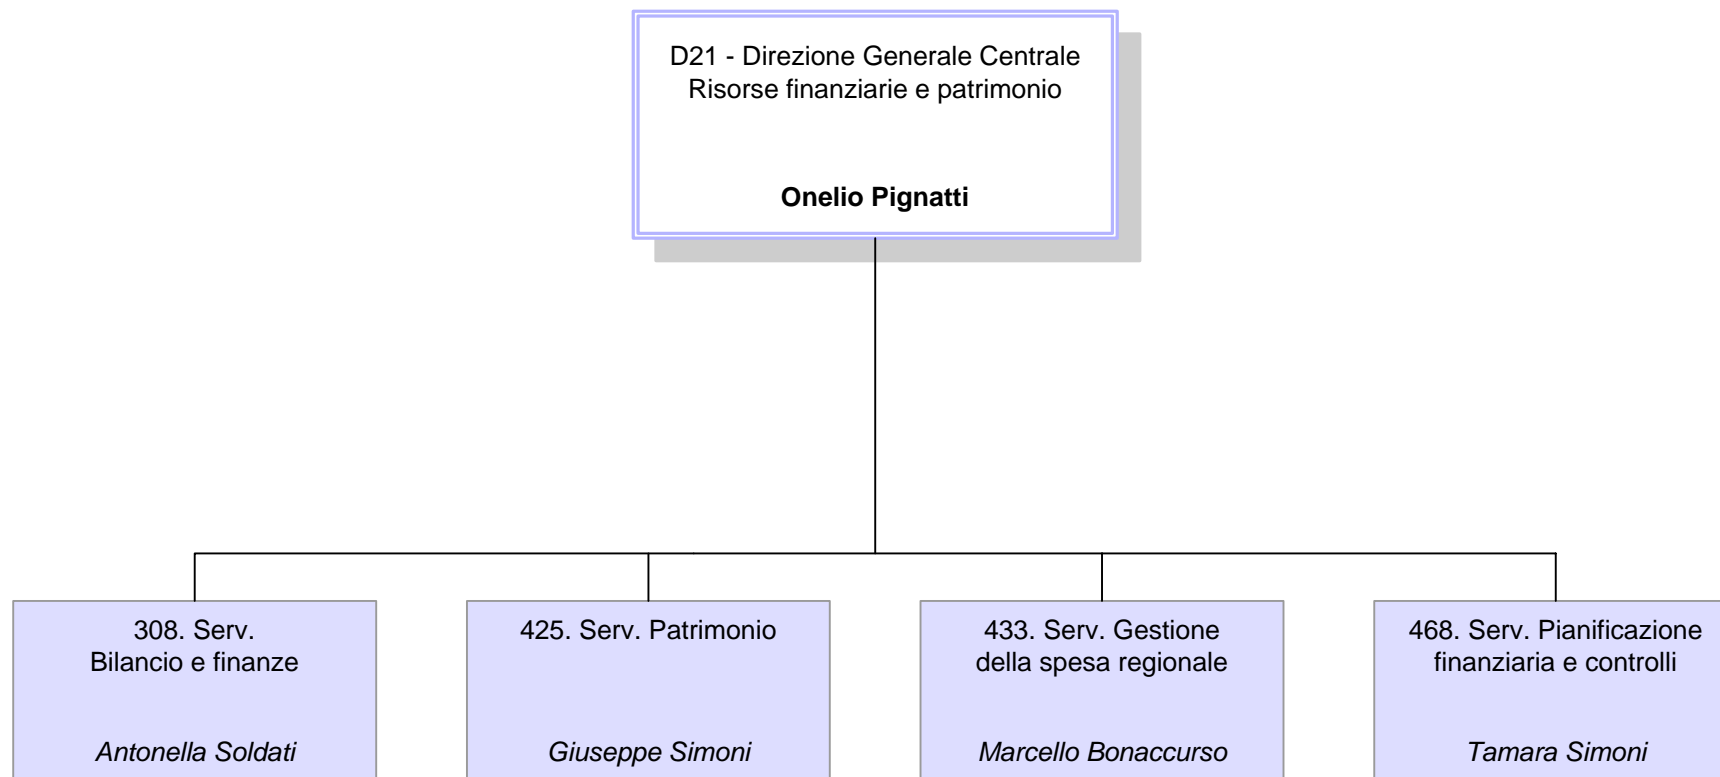 D21 - Direzione Generale Centrale
Risorse finanziarie e patrimonio
Onelio Pignatti
308. Serv.
Bilancio e finanze
Antonella Soldati
425. Serv. Patrimonio
Giuseppe Simoni
433. Serv. Gestione
della spesa regionale
Marcello Bonaccurso
468. Serv. Pianificazione
finanziaria e controlli
Tamara Simoni